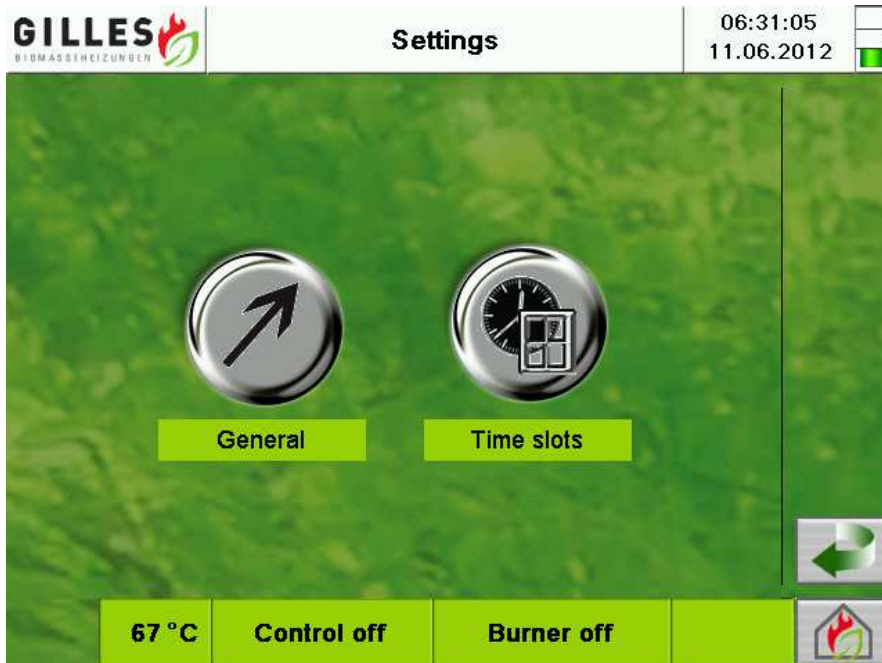 GILLES
BIOMASSEHEIZUNGEN
Settings
06:31:05
11.06.2012
General
Time slots
67 °C
Control off
Burner off